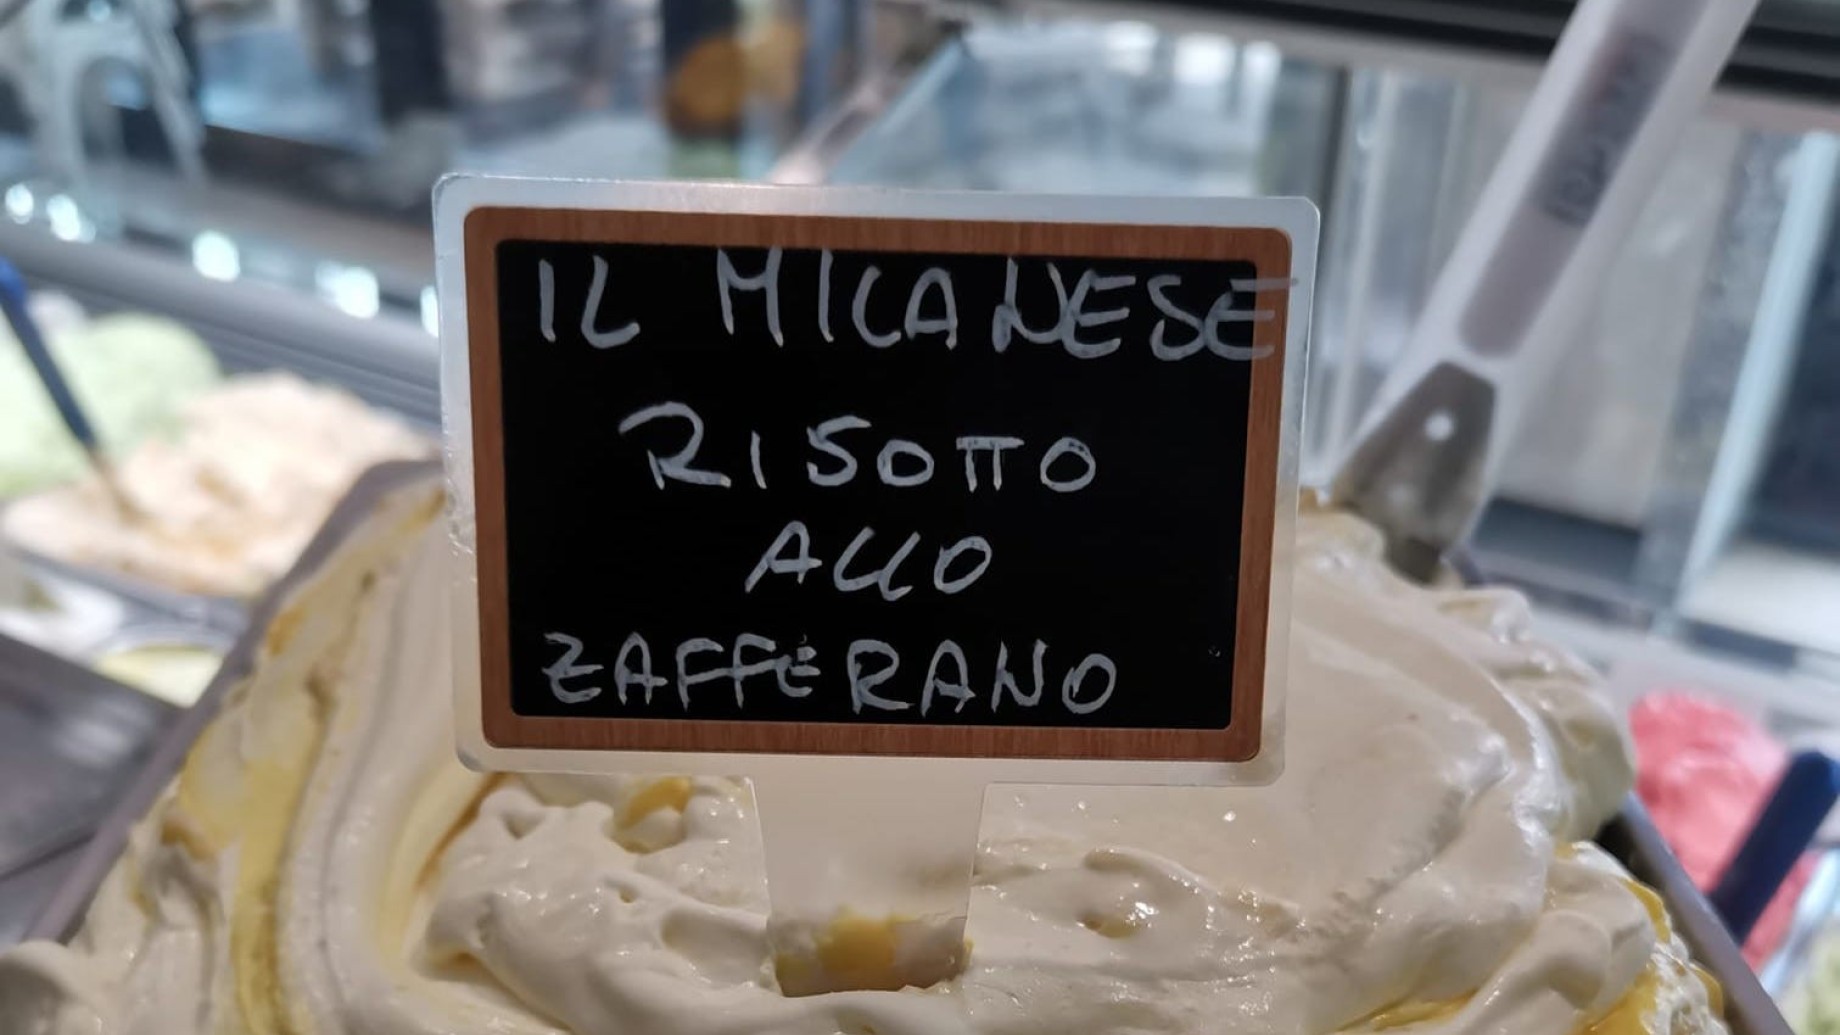 IL MILANESE
RISOTTO
ALLO
ZAFFERANO